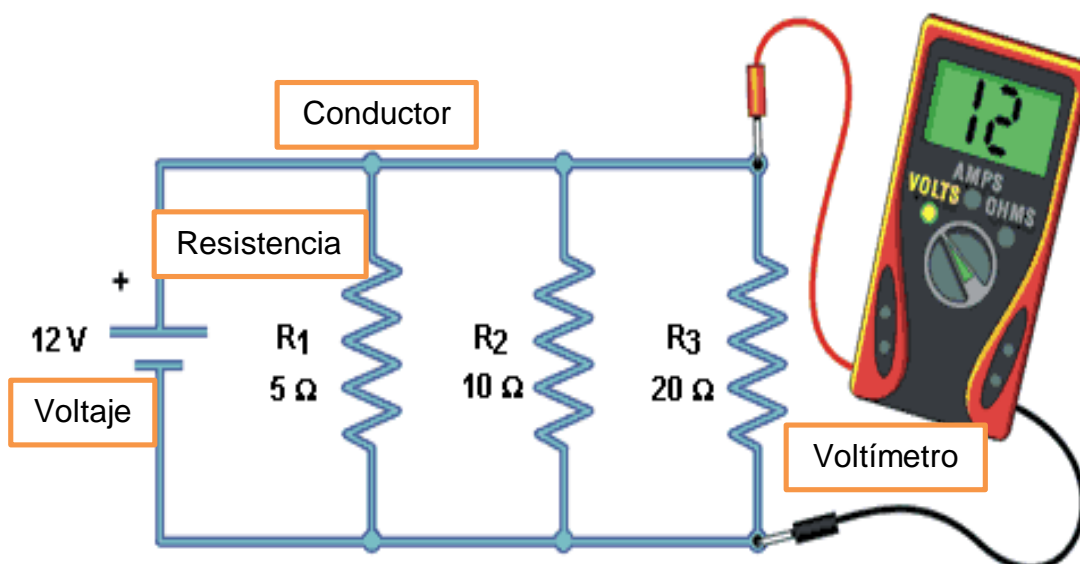 Conductor
12
AMPS
VOLTS
OHMS
Resistencia
+
12 V
R1
5 Ω
R2
10 Ω
R3
20 Ω
Voltaje
Voltímetro